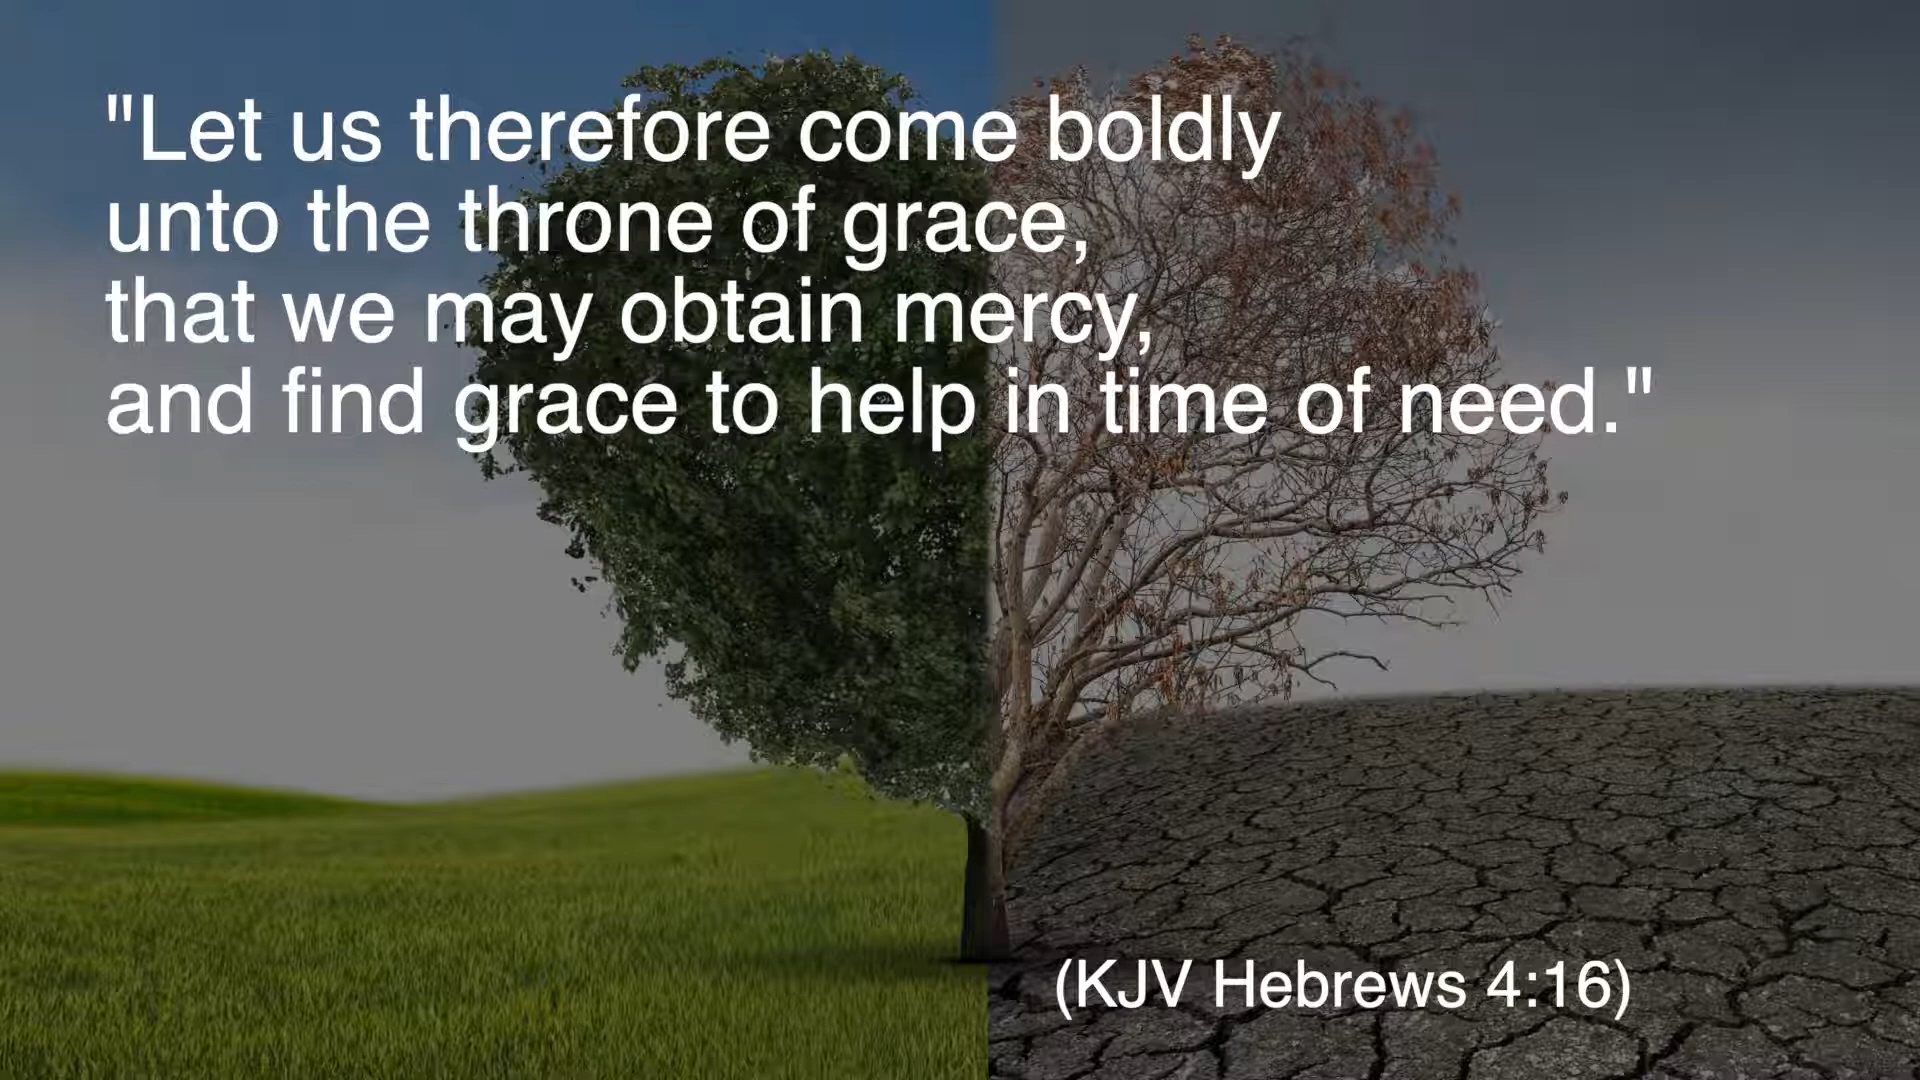 "Let us therefore come boldly
unto the throne of grace,
that we may obtain mercy,
and find grace to help in time of need."
(KJV Hebrews 4:16)